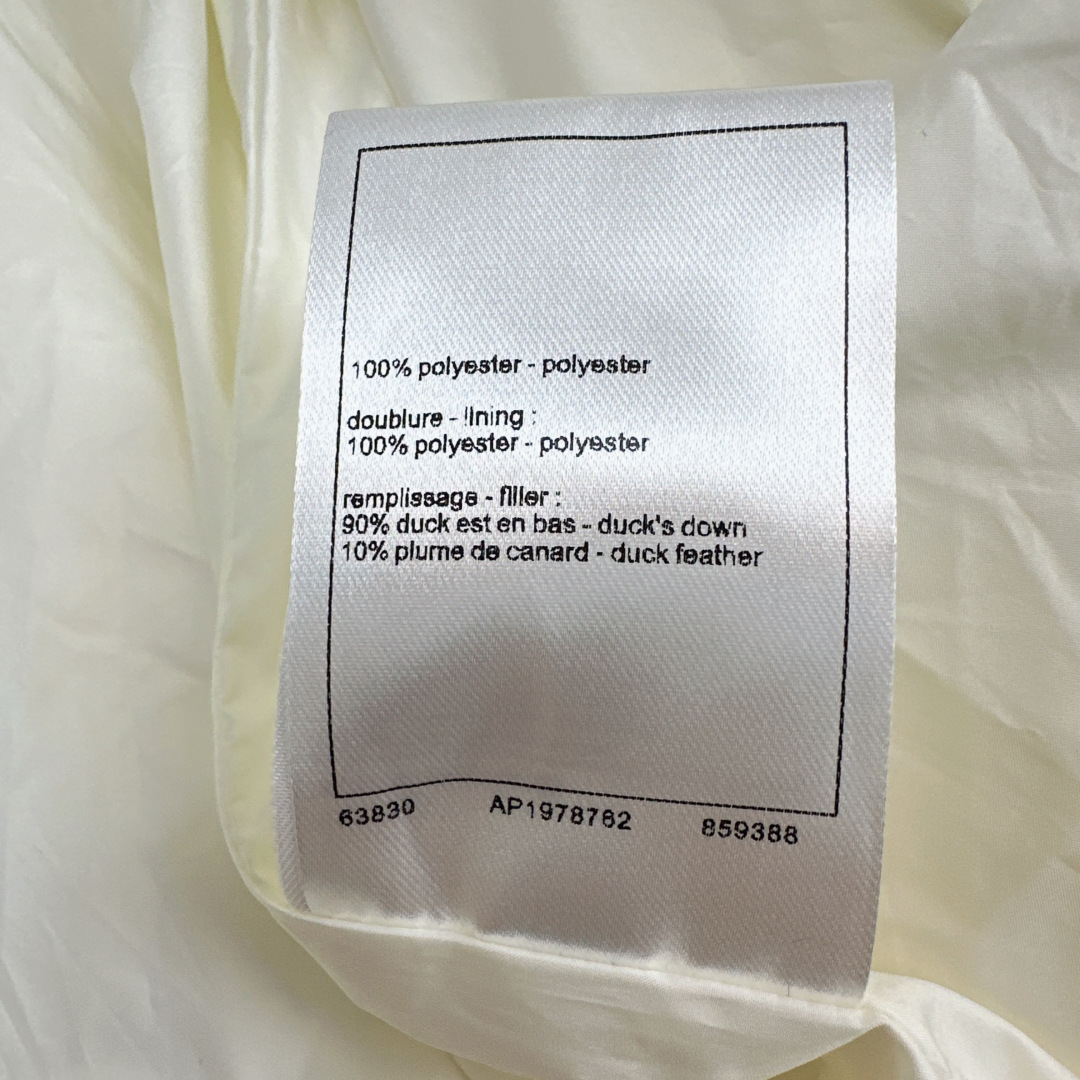 100% polyester - polyester
doublure - lining :
100% polyester - polyester
remplissage - filler :
90% duck est en bas - duck's down
10% plume de canard - duck feather
63830 AP1978762 859388